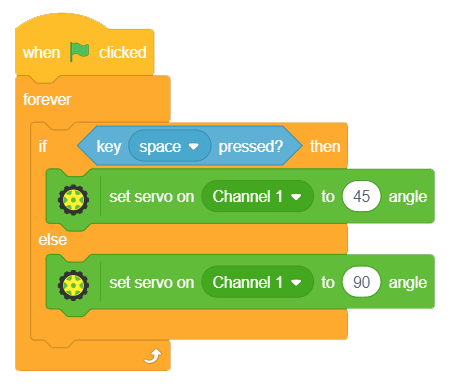 when clicked
forever
if key space pressed? then
set servo on Channel 1 to 45 angle
else
set servo on Channel 1 to 90 angle